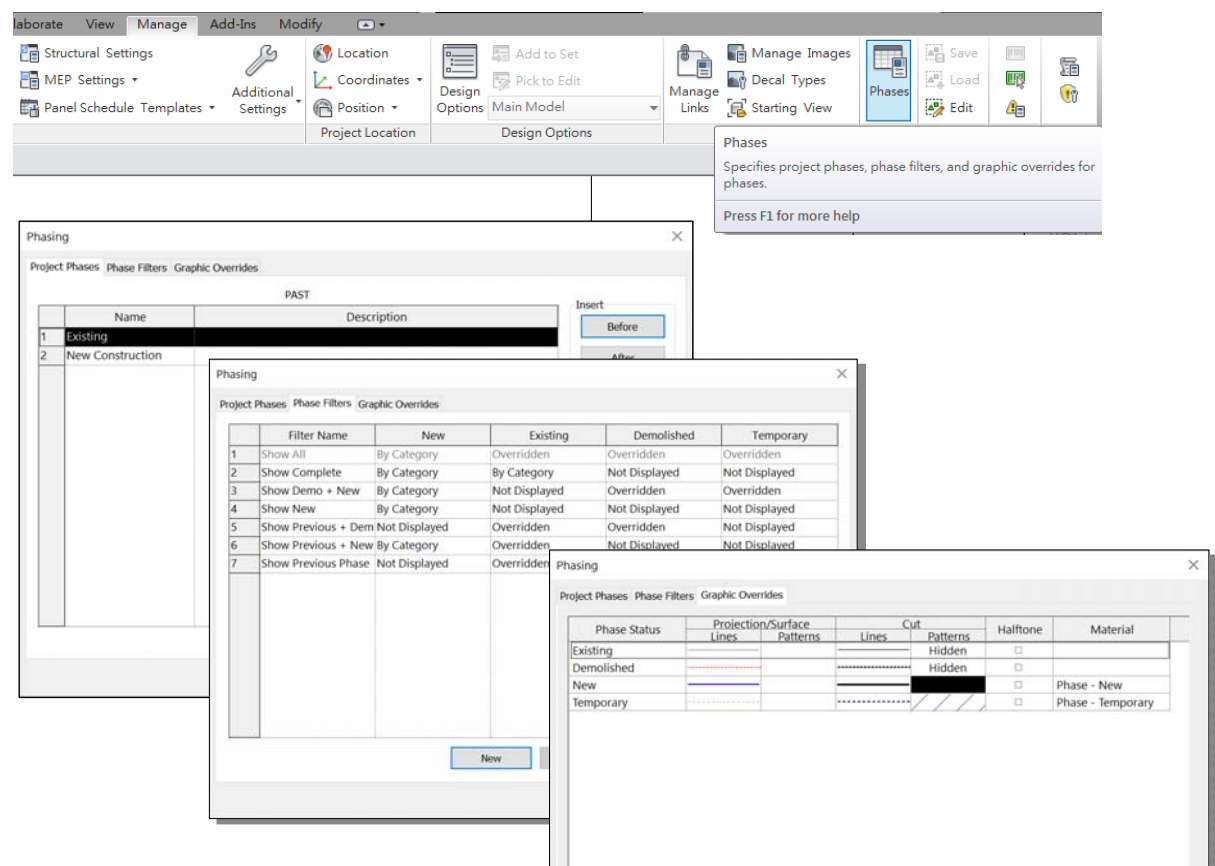 laborate View Manage Add-Ins Modify
Structural Settings Location Add to Set Manage Images Save
MEP Settings Coordinates Pick to Edit Decal Types Load
Panel Schedule Templates Additional Settings Position Design Options Main Model Manage Links Starting View Phases Edit
Project Location Design Options
Phases
Specifies project phases, phase filters, and graphic overrides for
phases.
Press F1 for more help
Phasing
Project Phases Phase Filters Graphic Overrides
PAST
Insert
Name Description
Before
1 Existing
2 New Construction
After
Phasing
Project Phases Phase Filters Graphic Overrides
Filter Name New Existing Demolished Temporary
1 Show All By Category Overridden Overridden Overridden
2 Show Complete By Category By Category Not Displayed Not Displayed
3 Show Demo + New By Category Not Displayed Overridden Overridden
4 Show New By Category Not Displayed Not Displayed Not Displayed
5 Show Previous + Dem Not Displayed Overridden Overridden Not Displayed
6 Show Previous + New By Category Overridden Not Displayed Not Displayed
7 Show Previous Phase Not Displayed Overridden
New
Phasing
Project Phases Phase Filters Graphic Overrides
Phase Status Projection/Surface Cut Halftone Material
Lines Patterns Lines Patterns
Existing Hidden
Demolished Hidden
New Phase - New
Temporary Phase - Temporary